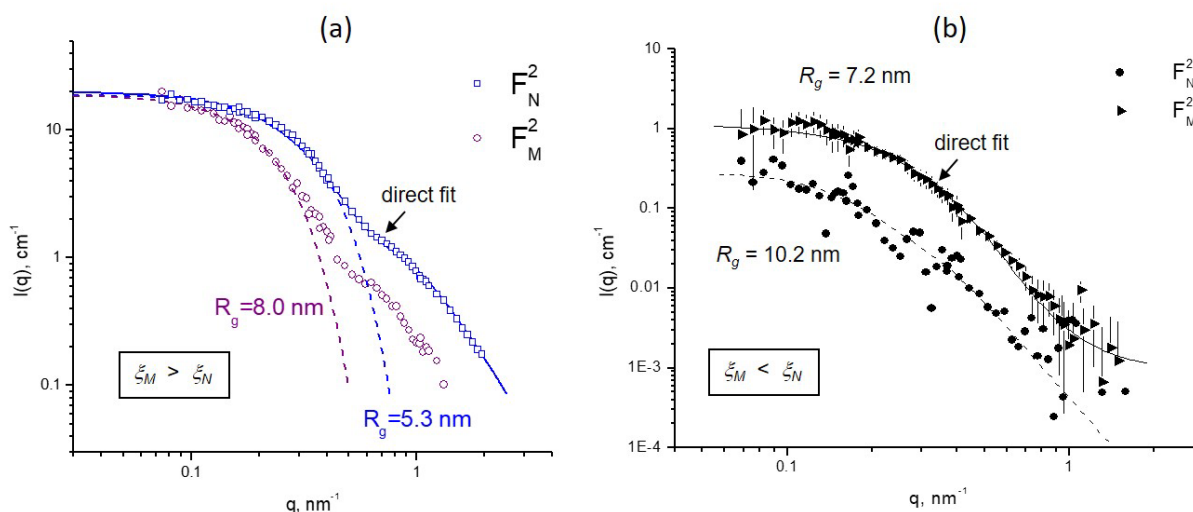 (a)
10
1
0.1
0.1
1
I(q), cm⁻¹
q, nm⁻¹
F_N^2
F_M^2
direct fit
R_g=8.0 nm
R_g=5.3 nm
ξ_M > ξ_N
(b)
10
1
0.1
0.01
1E-3
1E-4
0.1
1
I(q), cm⁻¹
q, nm⁻¹
R_g = 7.2 nm
F_N^2
F_M^2
direct fit
R_g = 10.2 nm
ξ_M < ξ_N